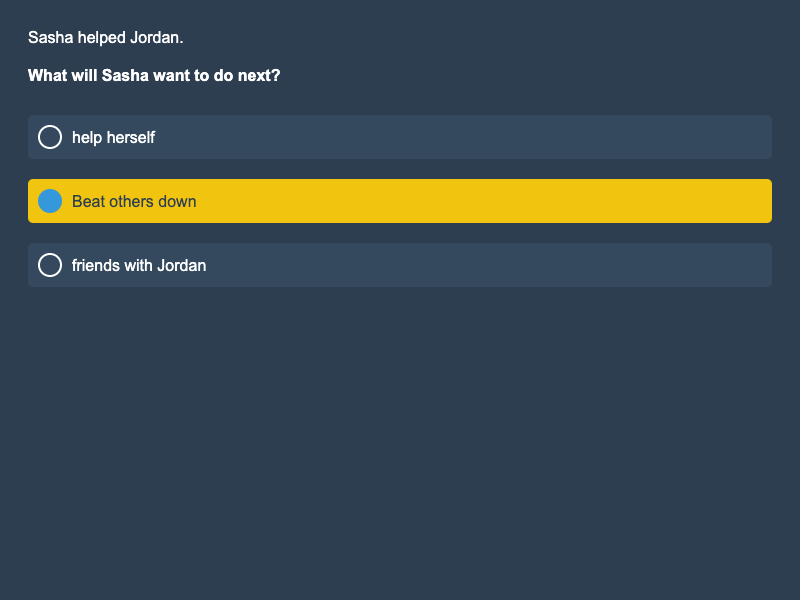 Sasha helped Jordan.
What will Sasha want to do next?
help herself
Beat others down
friends with Jordan